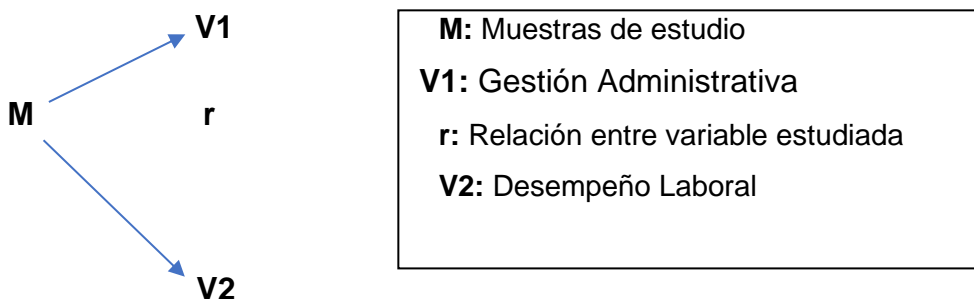 V1
M
r
V2
M: Muestras de estudio
V1: Gestión Administrativa
r: Relación entre variable estudiada
V2: Desempeño Laboral